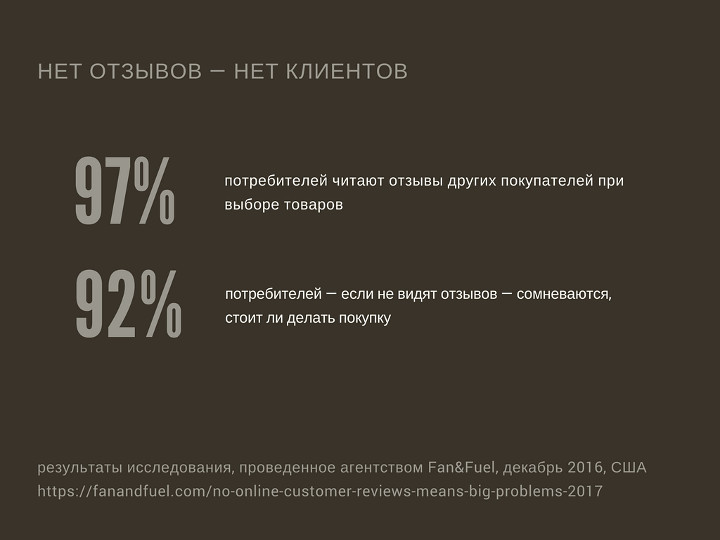 НЕТ ОТЗЫВОВ — НЕТ КЛИЕНТОВ
97%
потребителей читают отзывы других покупателей при
выборе товаров
92%
потребителей — если не видят отзывов — сомневаются,
стоит ли делать покупку
результаты исследования, проведенное агентством Fan&Fuel, декабрь 2016, США
https://fanandfuel.com/no-online-customer-reviews-means-big-problems-2017